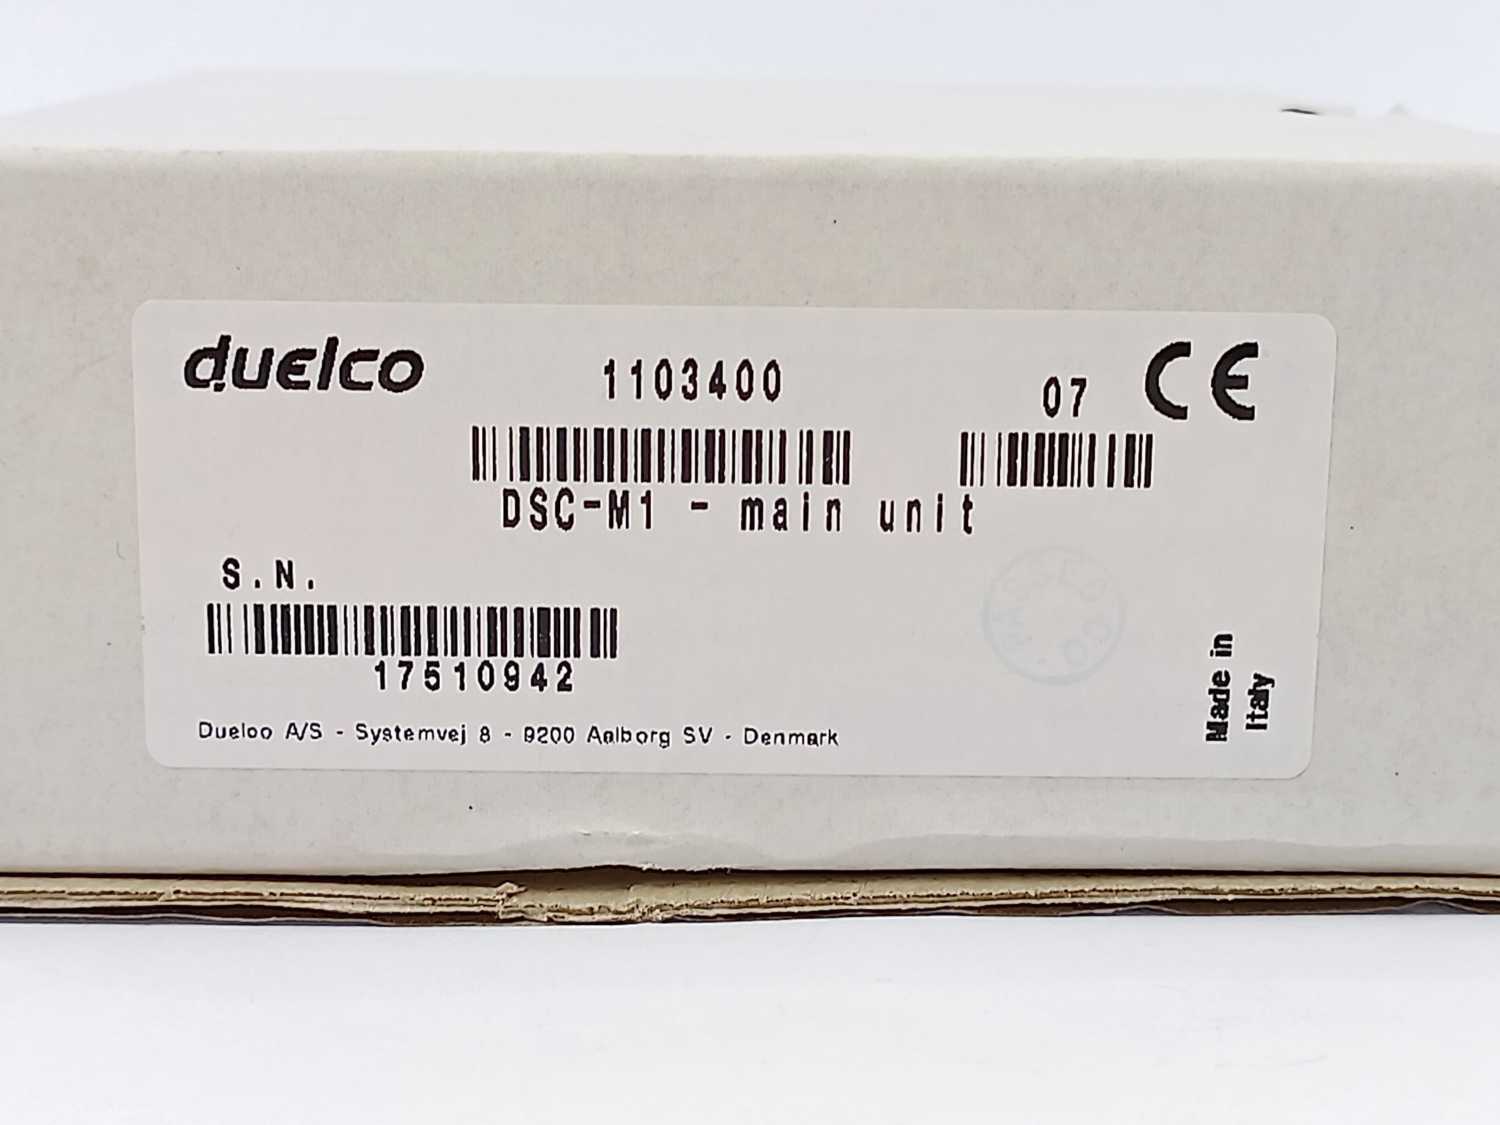 duelco
1103400
07
CE
DSC-M1 - main unit
S.N.
17510942
Duelco A/S - Systemvej 8 - 9200 Aalborg SV - Denmark
Made in
Italy